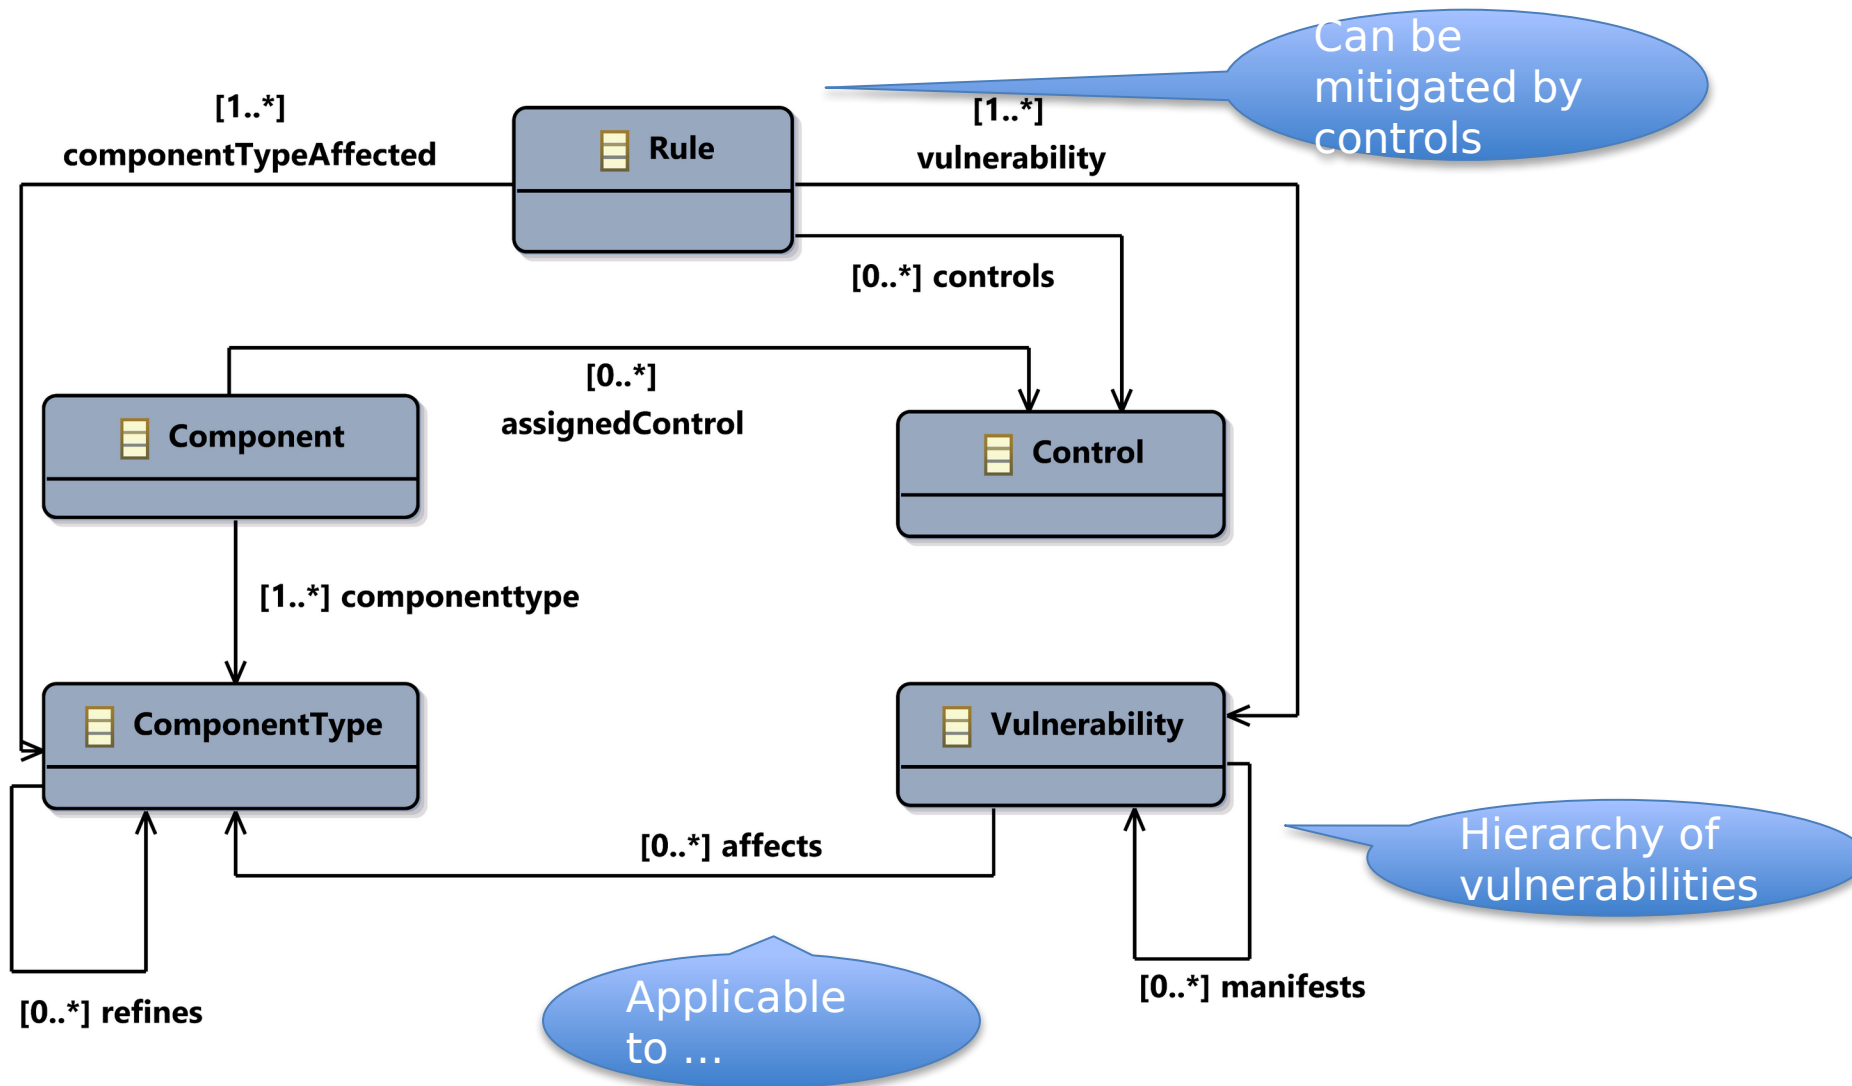 Can be
mitigated by
controls
[1..*]
componentTypeAffected
Rule
[1..*]
vulnerability
[0..*] controls
[0..*]
assignedControl
Component
Control
[1..*] componenttype
ComponentType
Vulnerability
[0..*] affects
Hierarchy of
vulnerabilities
[0..*] refines
Applicable
to ...
[0..*] manifests